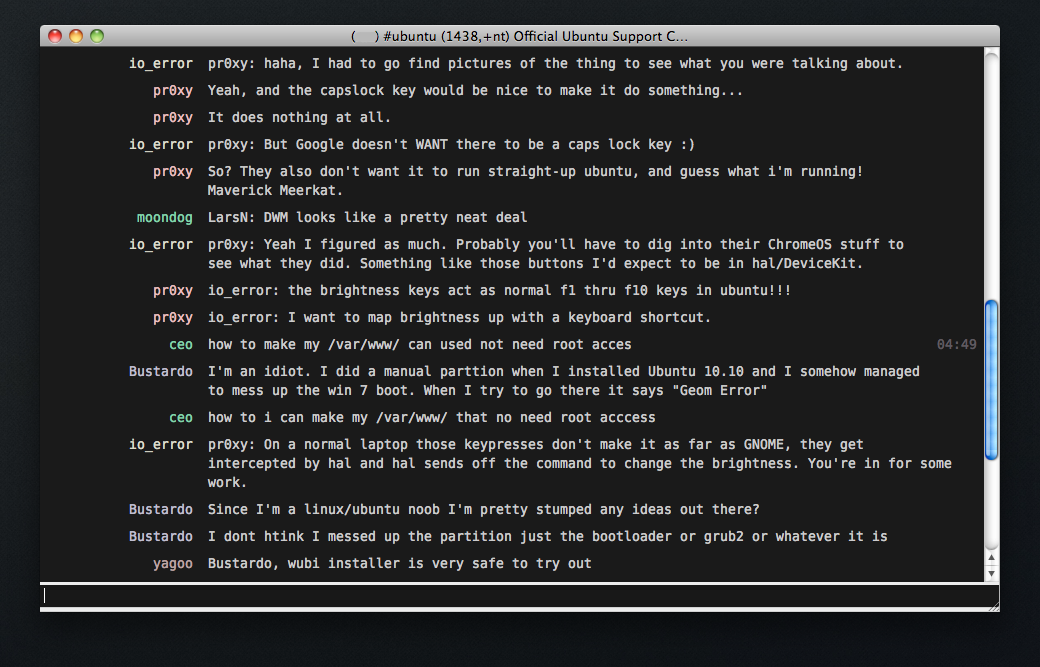 ( ) #ubuntu (1438,+nt) Official Ubuntu Support C...
io_error pr0xy: haha, I had to go find pictures of the thing to see what you were talking about.
pr0xy Yeah, and the capslock key would be nice to make it do something...
pr0xy It does nothing at all.
io_error pr0xy: But Google doesn't WANT there to be a caps lock key :)
pr0xy So? They also don't want it to run straight-up ubuntu, and guess what i'm running!
Maverick Meerkat.
moondog LarsN: DWM looks like a pretty neat deal
io_error pr0xy: Yeah I figured as much. Probably you'll have to dig into their ChromeOS stuff to
see what they did. Something like those buttons I'd expect to be in hal/DeviceKit.
pr0xy io_error: the brightness keys act as normal f1 thru f10 keys in ubuntu!!!
pr0xy io_error: I want to map brightness up with a keyboard shortcut.
ceo how to make my /var/www/ can used not need root acces 04:49
Bustardo I'm an idiot. I did a manual parttion when I installed Ubuntu 10.10 and I somehow managed
to mess up the win 7 boot. When I try to go there it says "Geom Error"
ceo how to i can make my /var/www/ that no need root acccess
io_error pr0xy: On a normal laptop those keypresses don't make it as far as GNOME, they get
intercepted by hal and hal sends off the command to change the brightness. You're in for some
work.
Bustardo Since I'm a linux/ubuntu noob I'm pretty stumped any ideas out there?
Bustardo I dont htink I messed up the partition just the bootloader or grub2 or whatever it is
yagoo Bustardo, wubi installer is very safe to try out